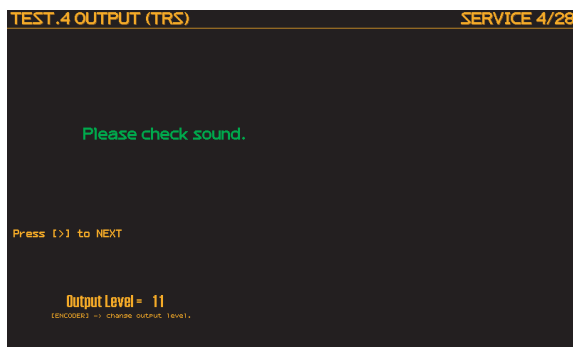 TEST.4 OUTPUT (TRS) SERVICE 4/28
Please check sound.
Press [>] to NEXT
Output Level = 11
[ENCODER] -> change output level.